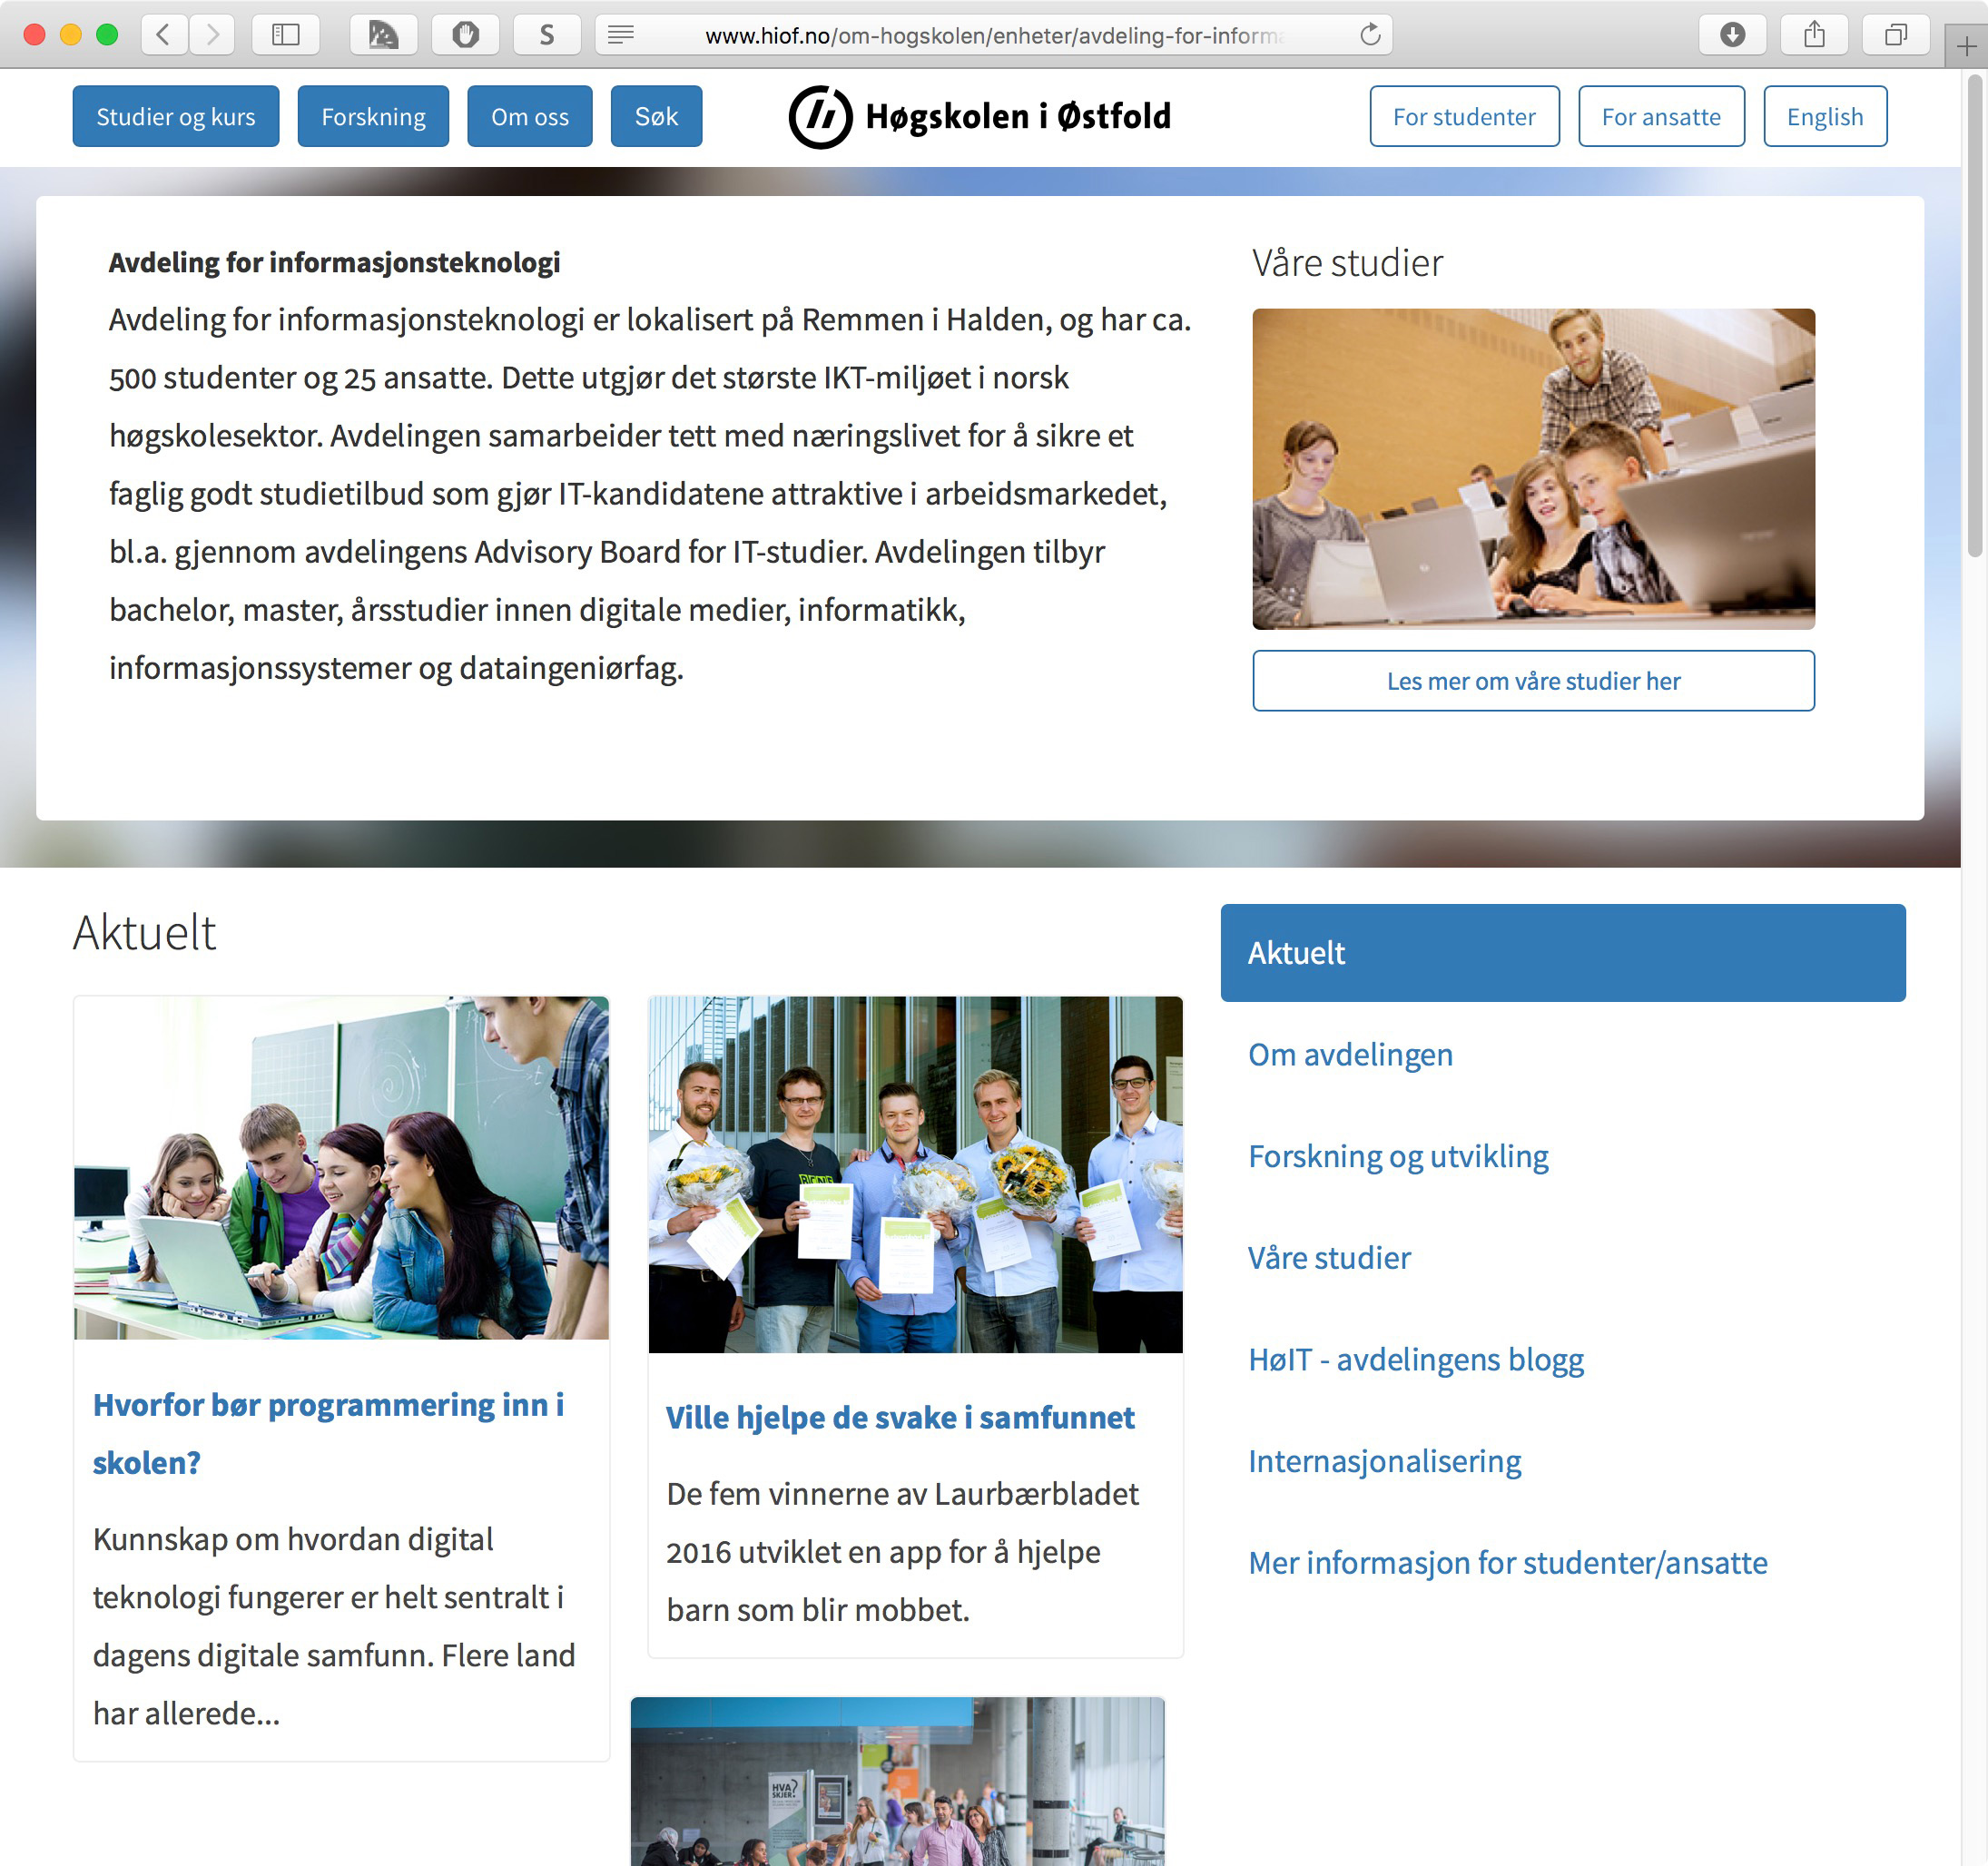 S
www.hiof.no/om-hogskolen/enheter/avdeling-for-informa
Studier og kurs
Forskning
Om oss
Søk
Høgskolen i Østfold
For studenter
For ansatte
English
Avdeling for informasjonsteknologi
Avdeling for informasjonsteknologi er lokalisert på Remmen i Halden, og har ca.
500 studenter og 25 ansatte. Dette utgjør det største IKT-miljøet i norsk
høgskolesektor. Avdelingen samarbeider tett med næringslivet for å sikre et
faglig godt studietilbud som gjør IT-kandidatene attraktive i arbeidsmarkedet,
bl.a. gjennom avdelingens Advisory Board for IT-studier. Avdelingen tilbyr
bachelor, master, årsstudier innen digitale medier, informatikk,
informasjonssystemer og dataingeniørfag.
Våre studier
Les mer om våre studier her
Aktuelt
Hvorfor bør programmering inn i
skolen?
Kunnskap om hvordan digital
teknologi fungerer er helt sentralt i
dagens digitale samfunn. Flere land
har allerede...
Ville hjelpe de svake i samfunnet
De fem vinnerne av Laurbærbladet
2016 utviklet en app for å hjelpe
barn som blir mobbet.
HVA
SKJER?
Aktuelt
Om avdelingen
Forskning og utvikling
Våre studier
HøIT - avdelingens blogg
Internasjonalisering
Mer informasjon for studenter/ansatte